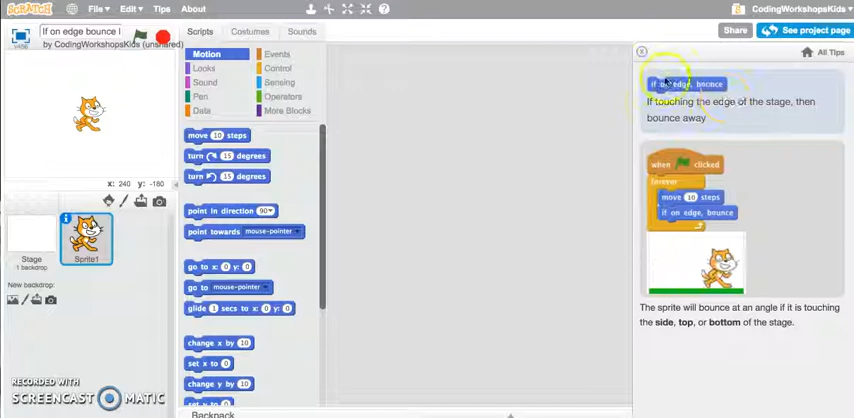 SCRATCH File Edit Tips About CodingWorkshopsKids
If on edge bounce
by CodingWorkshopsKids (unshared)
v456
Scripts Costumes Sounds
Share See project page
Motion Events
Looks Control
Sound Sensing
Pen Operators
Data More Blocks
move 10 steps
turn 15 degrees
turn 15 degrees
point in direction 90
point towards mouse-pointer
go to x: 0 y: 0
go to mouse-pointer
glide 1 secs to x: 0 y: 0
change x by 10
set x to 0
change y by 10
set y to 0
Backpack
x: 240 y: -180
Stage
1 backdrop
Sprite1
New backdrop:
All Tips
if on edge, bounce
If touching the edge of the stage, then
bounce away
when clicked
forever
move 10 steps
if on edge, bounce
The sprite will bounce at an angle if it is touching
the side, top, or bottom of the stage.
RECORDED WITH
SCREENCAST MATIC